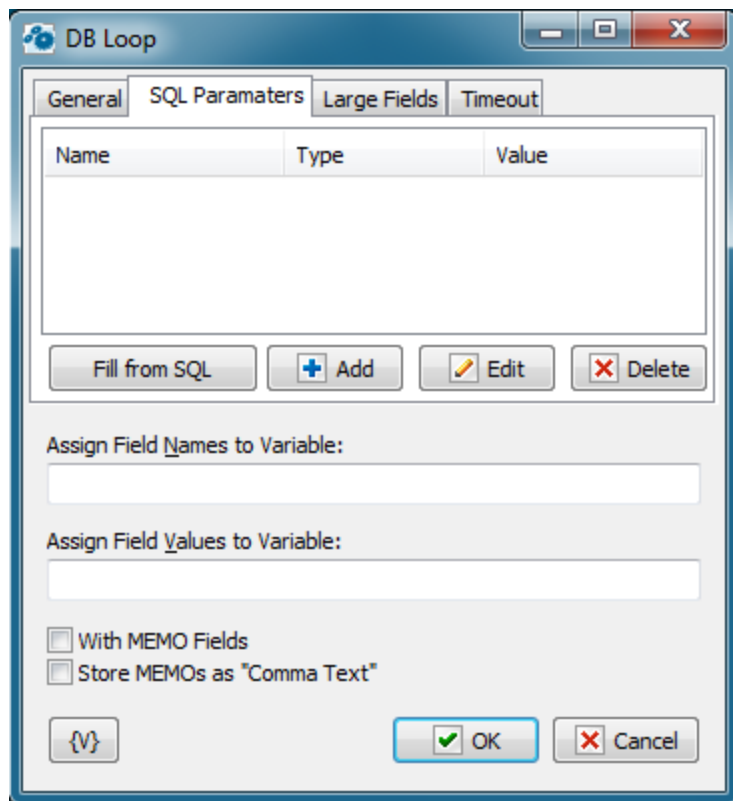 DB Loop
General SQL Paramaters Large Fields Timeout
Name Type Value
Fill from SQL Add Edit Delete
Assign Field Names to Variable:
Assign Field Values to Variable:
With MEMO Fields
Store MEMOs as "Comma Text"
{V} OK Cancel